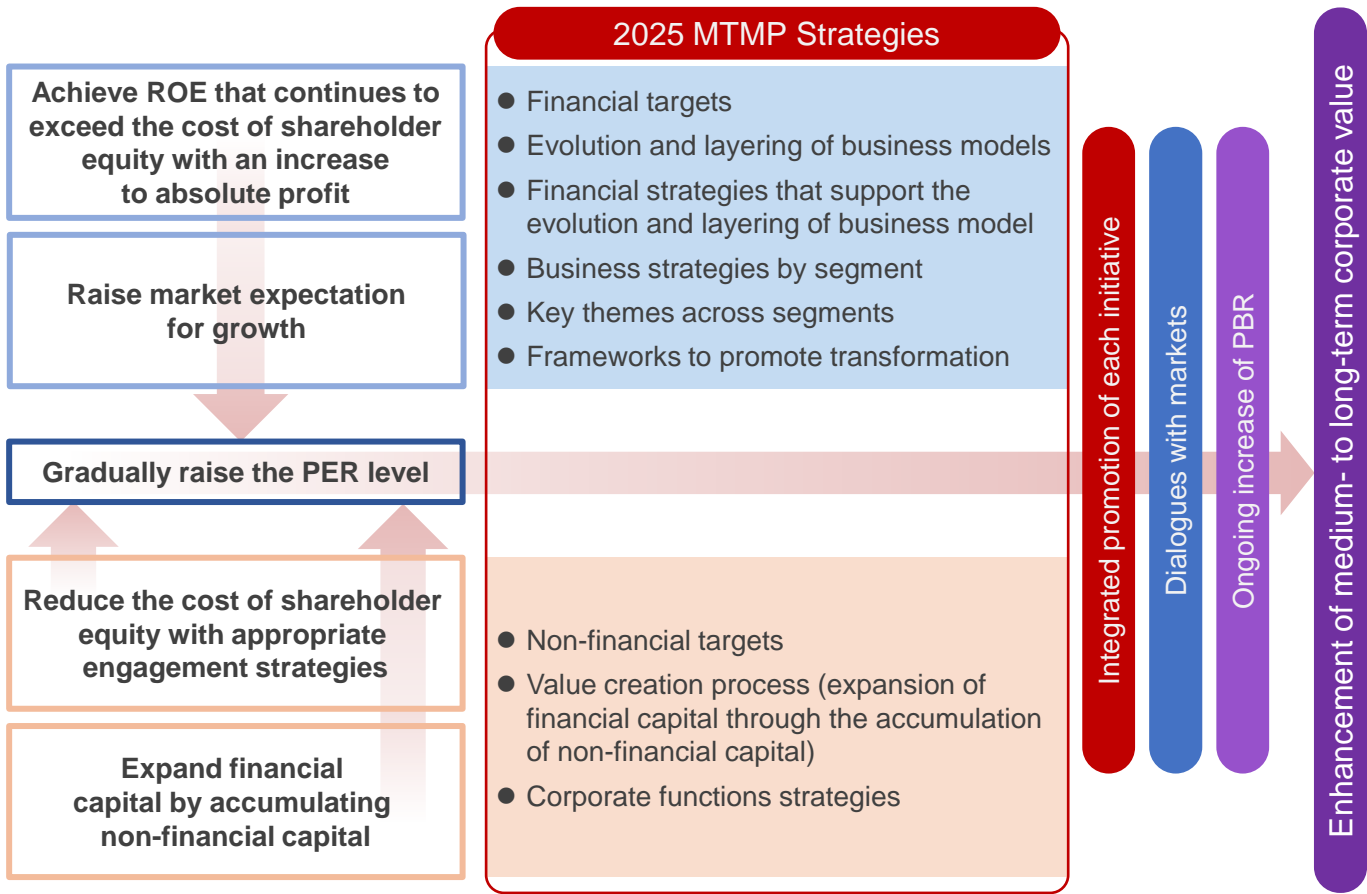 2025 MTMP Strategies
Achieve ROE that continues to
exceed the cost of shareholder
equity with an increase
to absolute profit
Raise market expectation
for growth
Gradually raise the PER level
Reduce the cost of shareholder
equity with appropriate
engagement strategies
Expand financial
capital by accumulating
non-financial capital
● Financial targets
● Evolution and layering of business models
● Financial strategies that support the
evolution and layering of business model
● Business strategies by segment
● Key themes across segments
● Frameworks to promote transformation
● Non-financial targets
● Value creation process (expansion of
financial capital through the accumulation
of non-financial capital)
● Corporate functions strategies
Integrated promotion of each initiative
Dialogues with markets
Ongoing increase of PBR
Enhancement of medium- to long-term corporate value